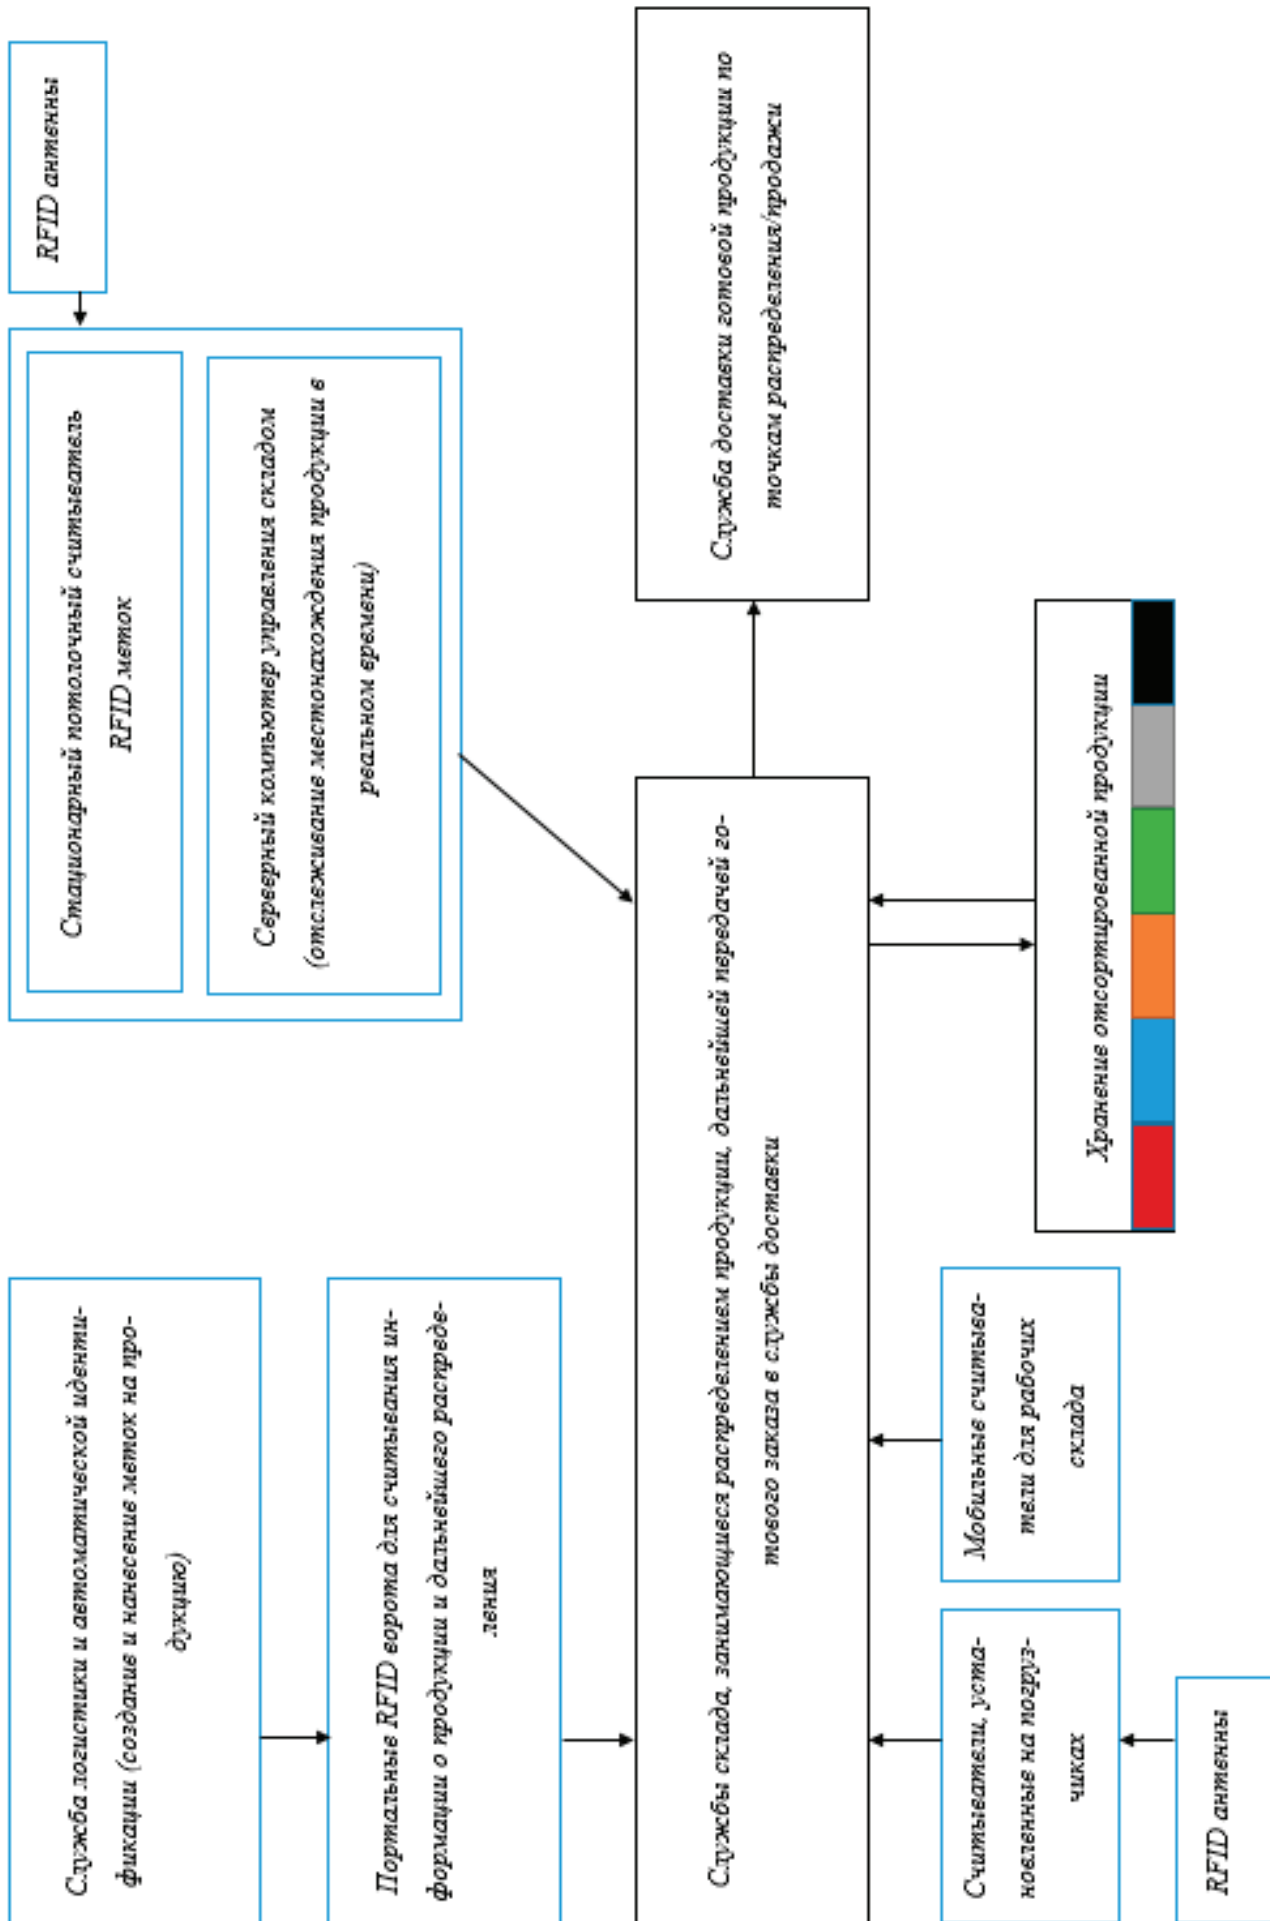 Служба логистики и автоматической иденти-
фикации (создание и нанесение меток на про-
дукцию)
Портальные RFID ворота для считывания ин-
формации о продукции и дальнейшего распреде-
ления
Стационарный потолочный считыватель
RFID меток
Серверный компьютер управления складом
(отслеживание местонахождения продукции в
реальном времени)
RFID антенны
Службы склада, занимающиеся распределением продукции, дальнейшей передачей го-
тового заказа в службы доставки
Служба доставки готовой продукции по
точкам распределения/продажи
Считыватели, уста-
новленные на погруз-
чиках
Мобильные считыва-
тели для рабочих
склада
Хранение отсортированной продукции
RFID антенны